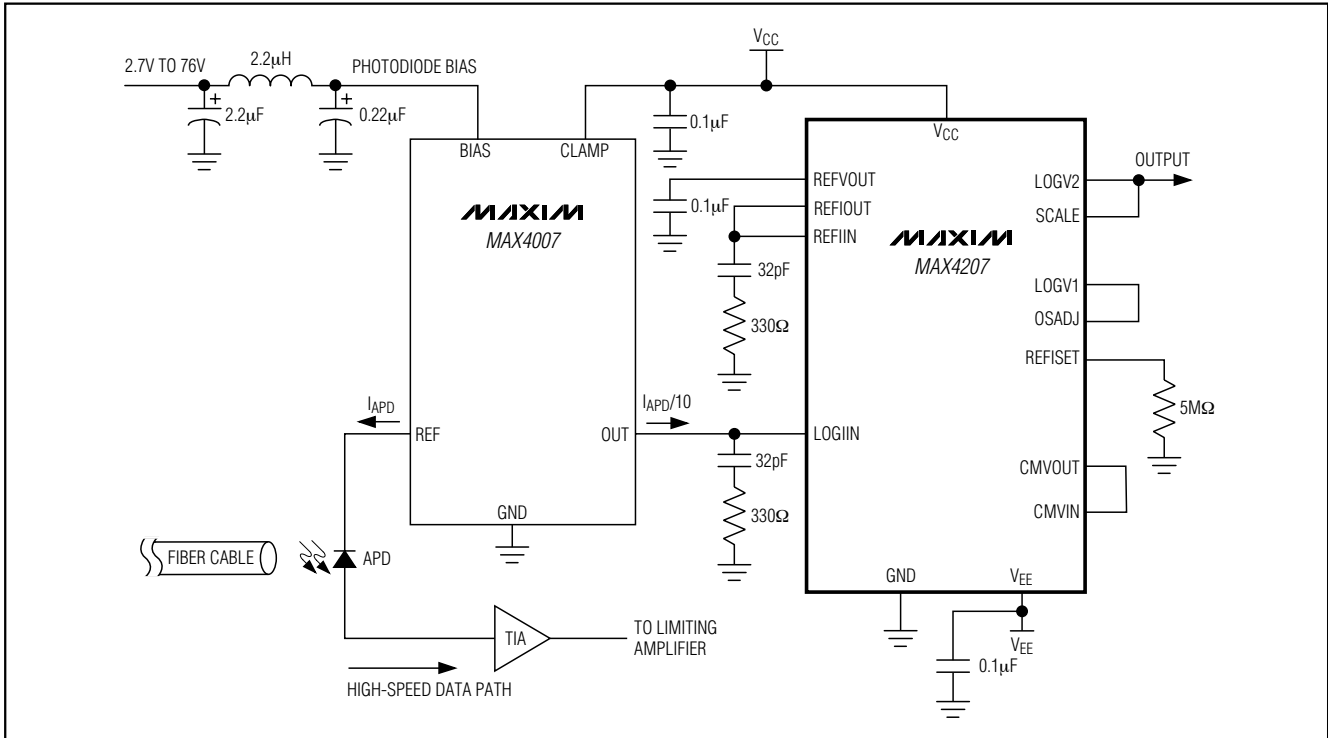 2.7V TO 76V
2.2μH
PHOTODIODE BIAS
+
2.2μF
+
0.22μF
VCC
0.1μF
BIAS
CLAMP
MAXIM
MAX4007
REF
OUT
GND
IAPD
IAPD/10
0.1μF
32pF
330Ω
32pF
330Ω
VCC
REFVOUT
REFIOUT
REFIIN
LOGIIN
MAXIM
MAX4207
LOGV2
SCALE
LOGV1
OSADJ
REFISET
CMVOUT
CMVIN
GND
VEE
OUTPUT
5MΩ
VEE
0.1μF
FIBER CABLE
APD
TIA
TO LIMITING
AMPLIFIER
HIGH-SPEED DATA PATH